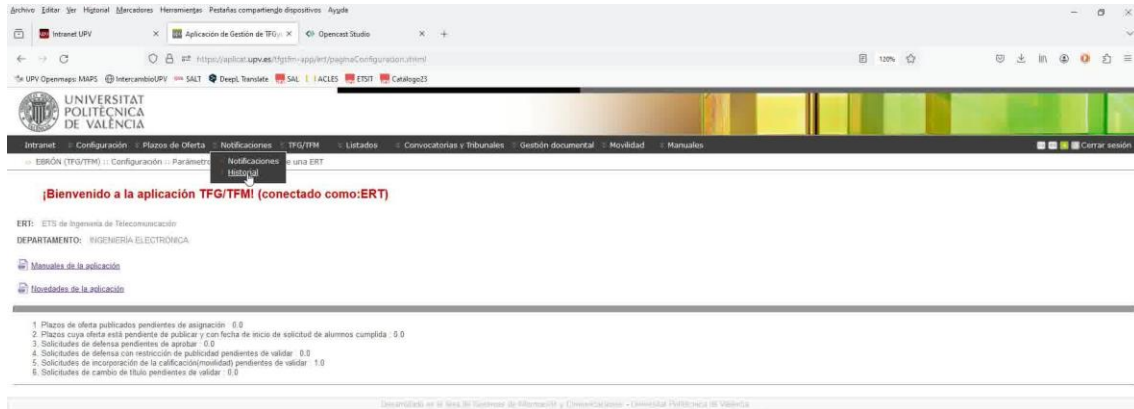 Archivo Editar Ver Historial Marcadores Herramientas Pestañas compartiendo dispositivos Ayuda
Intranet UPV
Aplicación de Gestión de TFG y
Opencast Studio
https://aplicat.upv.es/tfgtfm-app/ert/paginaConfiguracion.xhtml
120%
UPV Openmaps: MAPS IntercambioUPV SALT DeepL Translate SAL ACLES ETSIT Catálogo23
UNIVERSITAT
POLITÈCNICA
DE VALÈNCIA
Intranet Configuración Plazos de Oferta Notificaciones TFG/TFM Listados Convocatorias y Tribunales Gestión documental Movilidad Manuales Cerrar sesión
EBRÓN (TFG/TFM) :: Configuración :: Parámetro e una ERT
Notificaciones
Historial
¡Bienvenido a la aplicación TFG/TFM! (conectado como:ERT)
ERT: ETS de Ingeniería de Telecomunicación
DEPARTAMENTO: INGENIERÍA ELECTRÓNICA
Manuales de la aplicación
Novedades de la aplicación
1. Plazos de oferta publicados pendientes de asignación : 0.0
2. Plazos cuya oferta está pendiente de publicar y con fecha de inicio de solicitud de alumnos cumplida : 5.0
3. Solicitudes de defensa pendientes de aprobar : 0.0
4. Solicitudes de defensa con restricción de publicidad pendientes de validar : 0.0
5. Solicitudes de incorporación de la calificación(movilidad) pendientes de validar : 1.0
6. Solicitudes de cambio de título pendientes de validar : 0.0
Desarrollado en el Área de Sistemas de Información y Comunicaciones - Universitat Politècnica de València